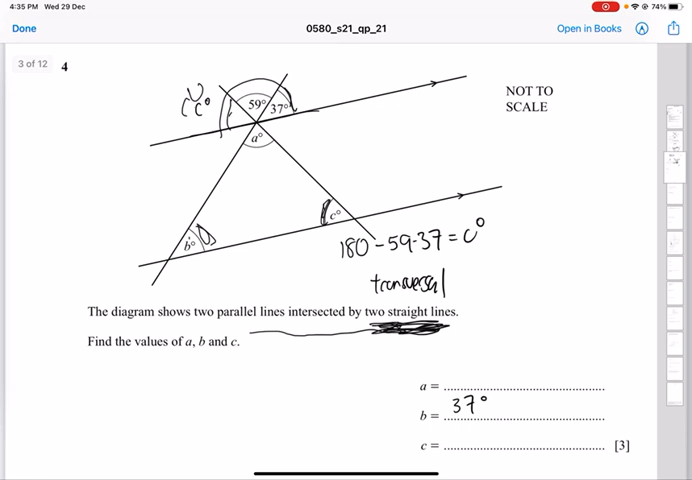 4:35 PM Wed 29 Dec
74%
Done
0580_s21_qp_21
Open in Books
3 of 12
4
NOT TO
SCALE
59°
37°
c°
a°
b°
c°
180-59-37=c°
The diagram shows two parallel lines intersected by two straight lines.
Find the values of a, b and c.
a = ....................................................
b = 37° ....................................................
c = .................................................... [3]